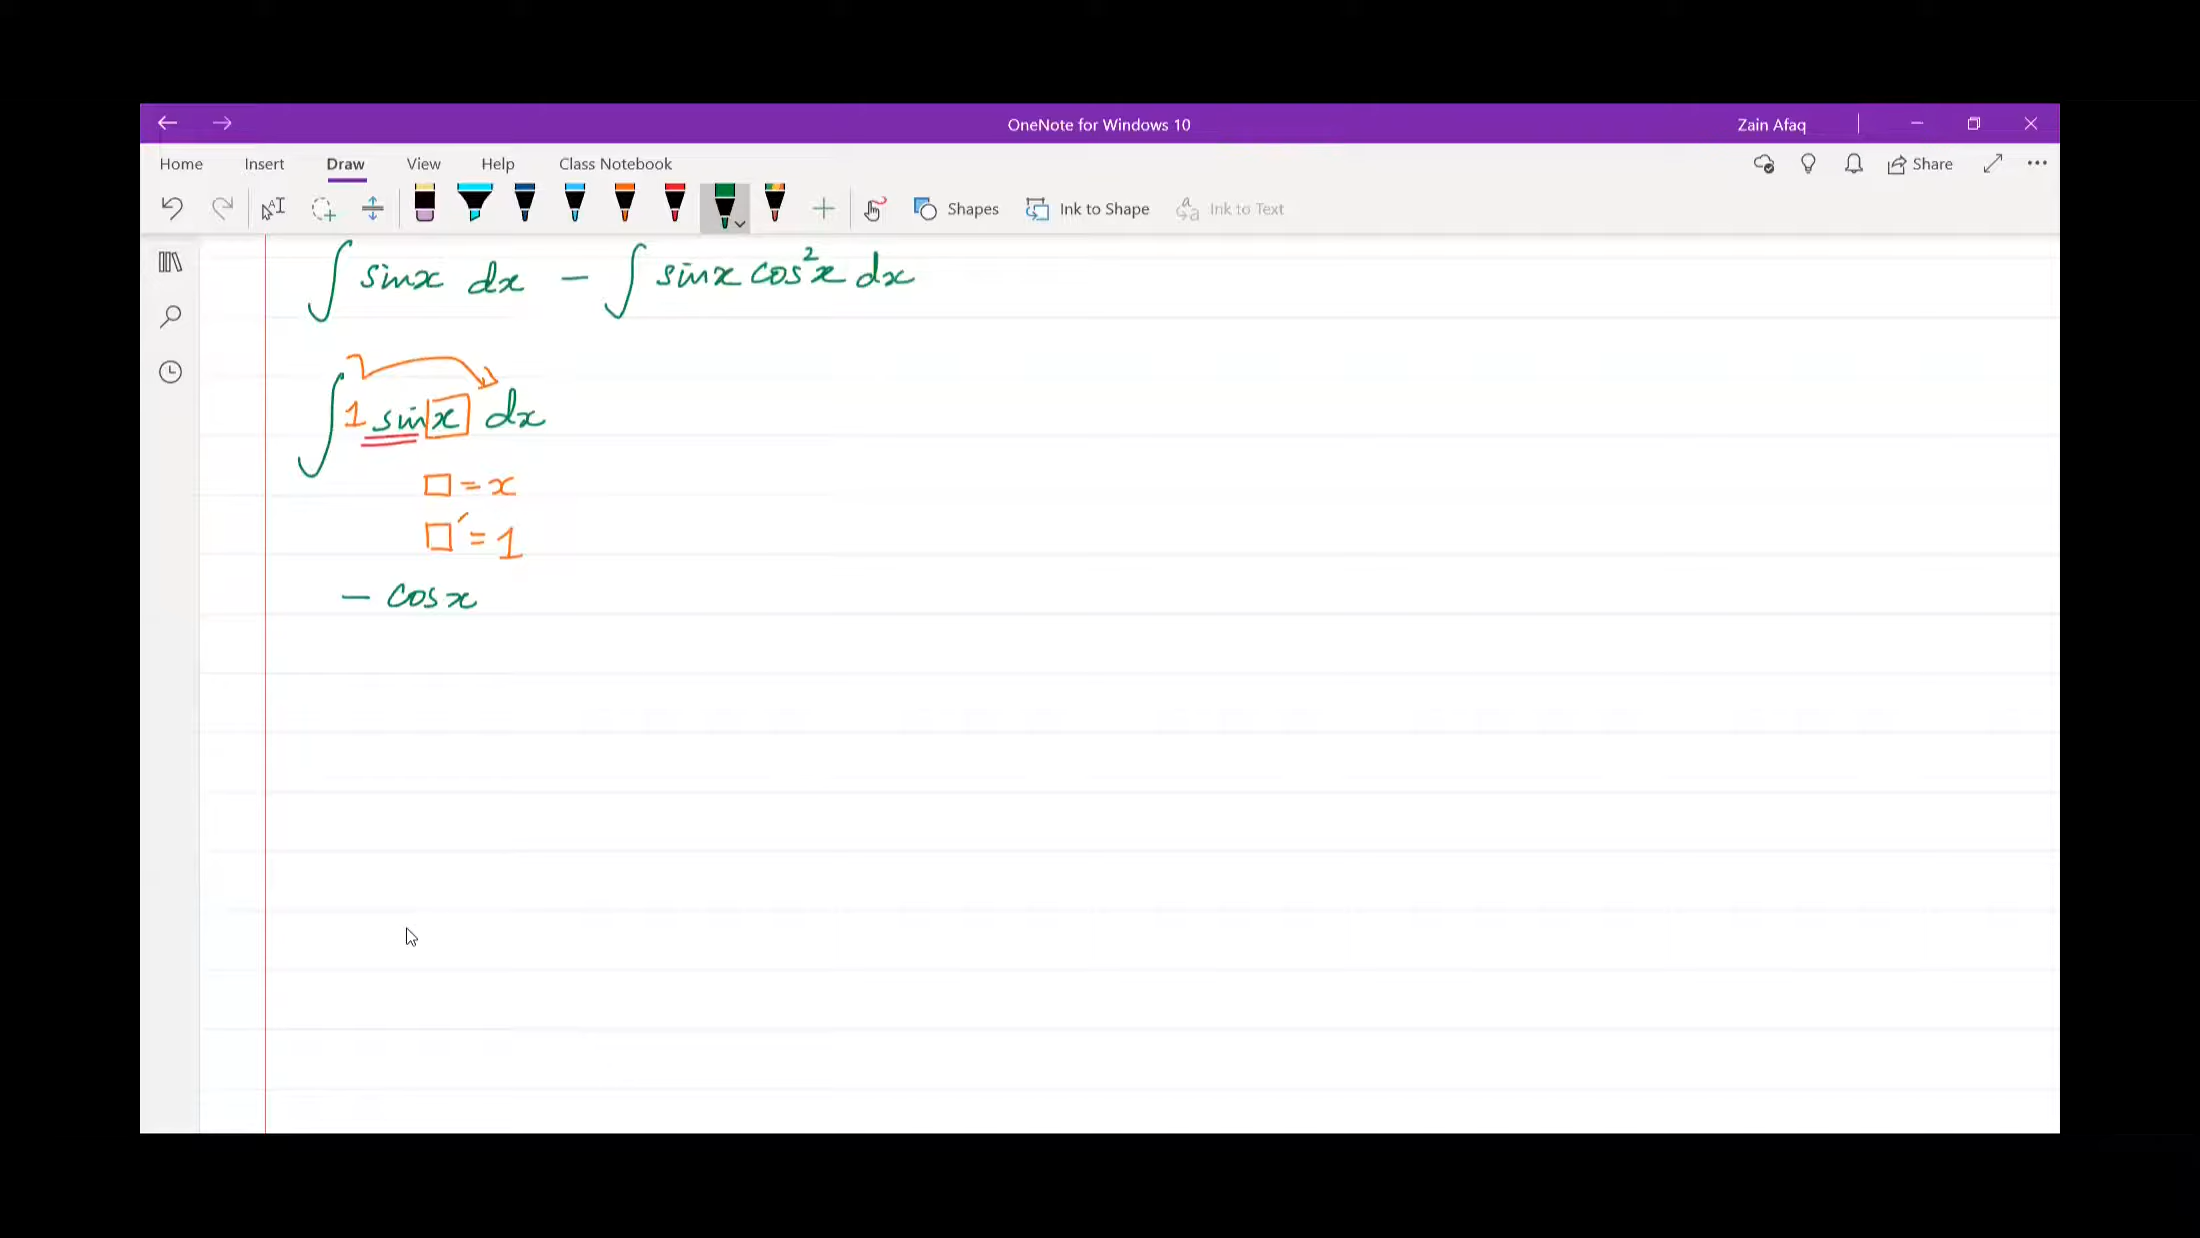 OneNote for Windows 10
Zain Afaq
Home Insert Draw View Help Class Notebook Share
Shapes Ink to Shape Ink to Text
∫ sinx dx − ∫ sinx cos²x dx
∫ 1 sinx dx
□ = x
□′ = 1
− cosx